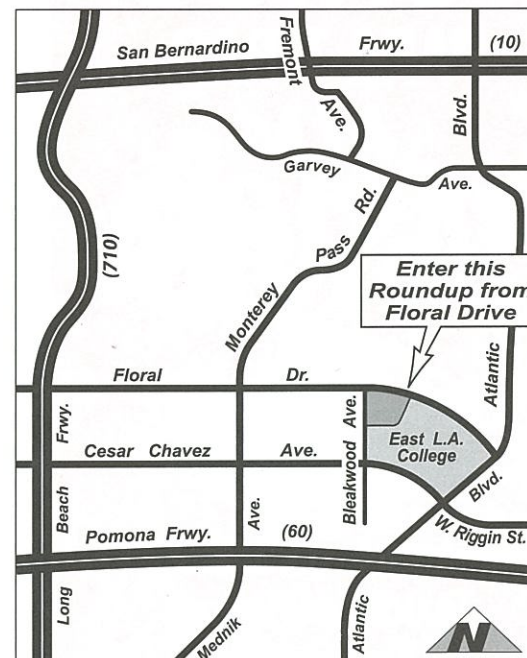 San Bernardino Frwy. (10)
Fremont Ave.
Blvd.
Garvey Ave.
(710)
Monterey Pass Rd.
Enter this
Roundup from
Floral Drive
Atlantic
Floral Dr.
Frwy.
Bleakwood Ave.
East L.A.
College
Cesar Chavez Ave.
Blvd.
Beach
Ave.
W. Riggin St.
Pomona Frwy. (60)
Long
Mednik
Atlantic
N